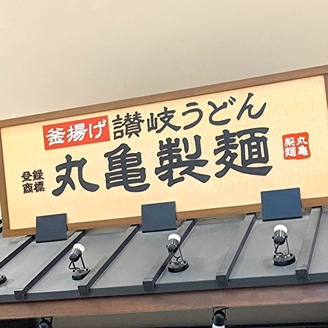 釜揚げ 讃岐うどん
登録商標 丸亀製麺
丸亀製麺